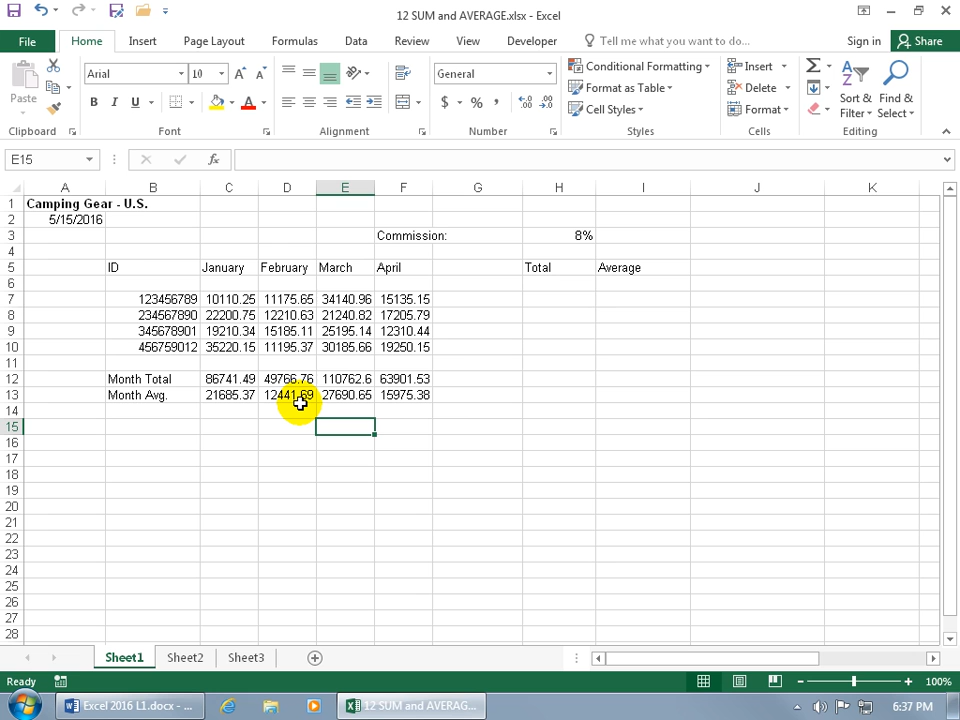 12 SUM and AVERAGE.xlsx - Excel
File Home Insert Page Layout Formulas Data Review View Developer Tell me what you want to do... Sign in Share
Paste
Arial 10
B I U A
General
$ % ,
Conditional Formatting
Format as Table
Cell Styles
Insert
Delete
Format
Sort & Filter
Find & Select
Clipboard Font Alignment Number Styles Cells Editing
E15 fx
A B C D E F G H I J K
1 Camping Gear - U.S.
2 5/15/2016
3 Commission: 8%
4
5 ID January February March April Total Average
6
7 123456789 10110.25 11175.65 34140.96 15135.15
8 234567890 22200.75 12210.63 21240.82 17205.79
9 345678901 19210.34 15185.11 25195.14 12310.44
10 456759012 35220.15 11195.37 30185.66 19250.15
11
12 Month Total 86741.49 49766.76 110762.6 63901.53
13 Month Avg. 21685.37 12441.69 27690.65 15975.38
14
15
16
17
18
19
20
21
22
23
24
25
26
27
28
Sheet1 Sheet2 Sheet3
Ready 100%
Excel 2016 L1.docx - ... 12 SUM and AVERAG... 6:37 PM